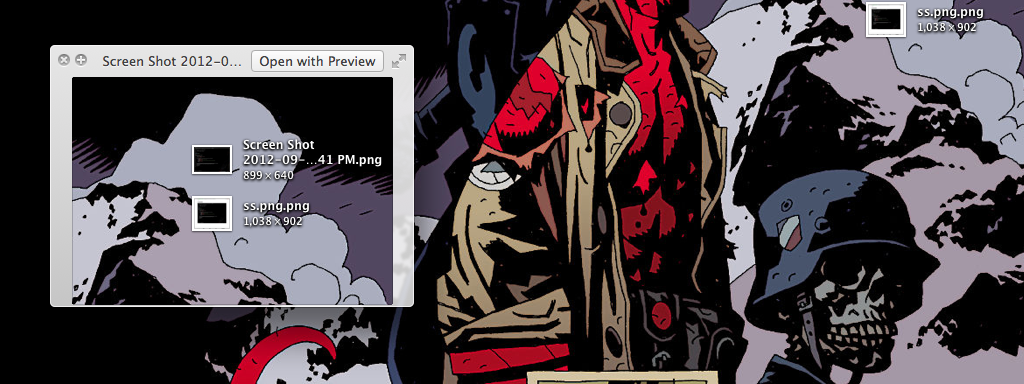 Screen Shot 2012-0... Open with Preview
Screen Shot
2012-09-...41 PM.png
899 × 640
ss.png.png
1,038 × 902
ss.png.png
1,038 × 902